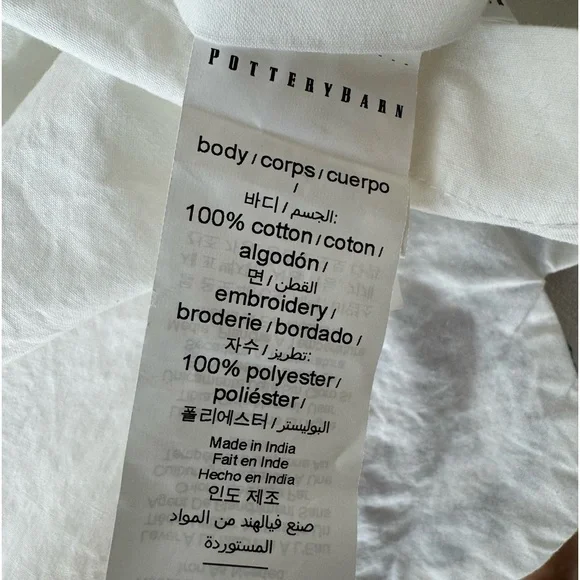 POTTERYBARN
body / corps / cuerpo
/
바디 / الجسم:
100% cotton / coton /
algodón /
면 / القطن /
embroidery /
broderie / bordado /
자수 / تطريز:
100% polyester /
poliéster /
폴리에스터 / البوليستر
Made in India
Fait en Inde
Hecho en India
인도 제조
صنع فيالهند من المواد
المستوردة